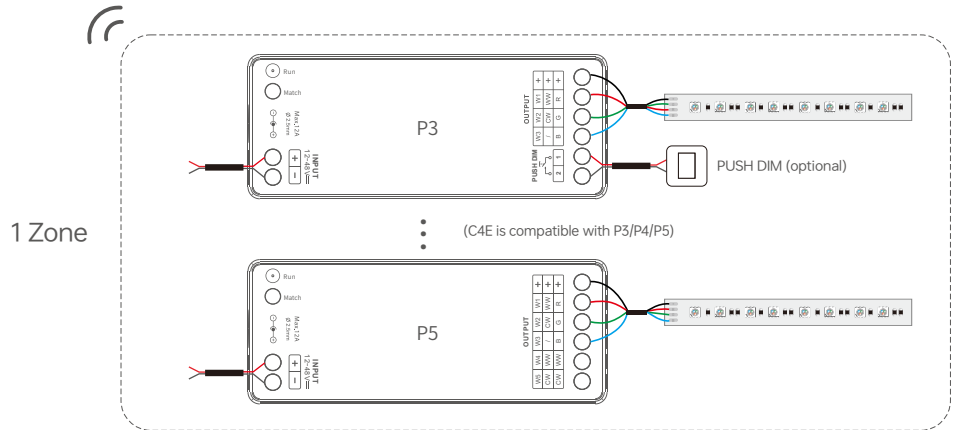 1 Zone
Run
Match
Max,12A
Ø 2.5mm
+
−
INPUT
12~48V
P3
OUTPUT
+ + +
W1 WW R
W2 CW G
W3 / B
PUSH DIM
1
2
PUSH DIM (optional)
(C4E is compatible with P3/P4/P5)
Run
Match
Max,12A
Ø 2.5mm
+
−
INPUT
12~48V
P5
OUTPUT
+ + +
W1 WW R
W2 CW G
W3 / B
W4 WW WW
W5 CW CW